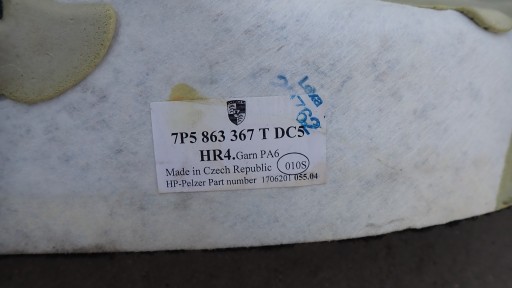 7P5 863 367 T DC5
HR4.Garn PA6
Made in Czech Republic 010S
HP-Pelzer Part number 1706201 055.04